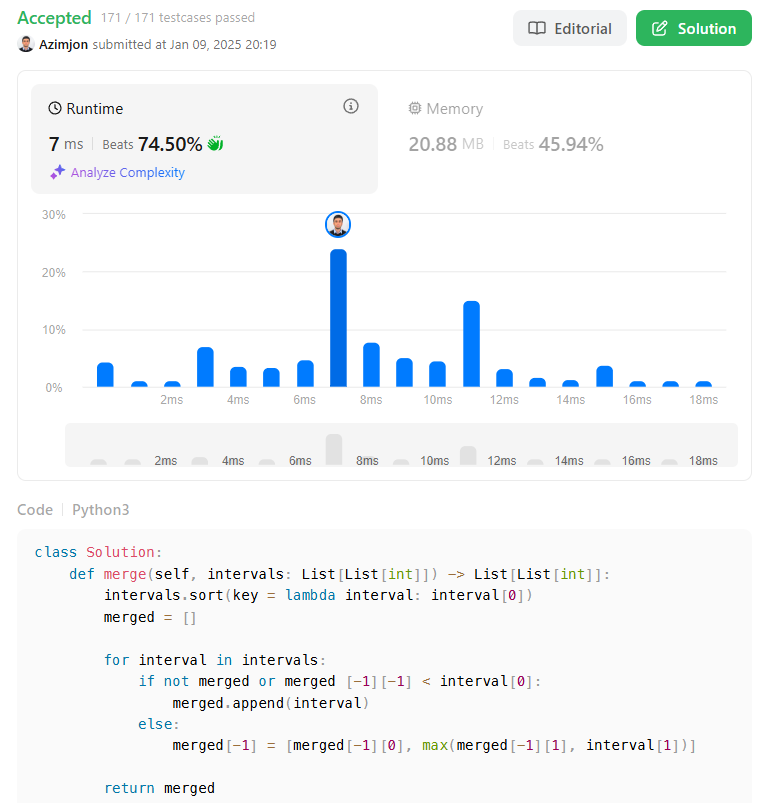 Accepted 171 / 171 testcases passed
Azimjon submitted at Jan 09, 2025 20:19
Editorial
Solution
Runtime
7 ms Beats 74.50%
Analyze Complexity
Memory
20.88 MB Beats 45.94%
30%
20%
10%
0%
2ms 4ms 6ms 8ms 10ms 12ms 14ms 16ms 18ms
2ms 4ms 6ms 8ms 10ms 12ms 14ms 16ms 18ms
Code Python3
class Solution:
    def merge(self, intervals: List[List[int]]) -> List[List[int]]:
        intervals.sort(key = lambda interval: interval[0])
        merged = []
        for interval in intervals:
            if not merged or merged [-1][-1] < interval[0]:
                merged.append(interval)
            else:
                merged[-1] = [merged[-1][0], max(merged[-1][1], interval[1])]
        return merged